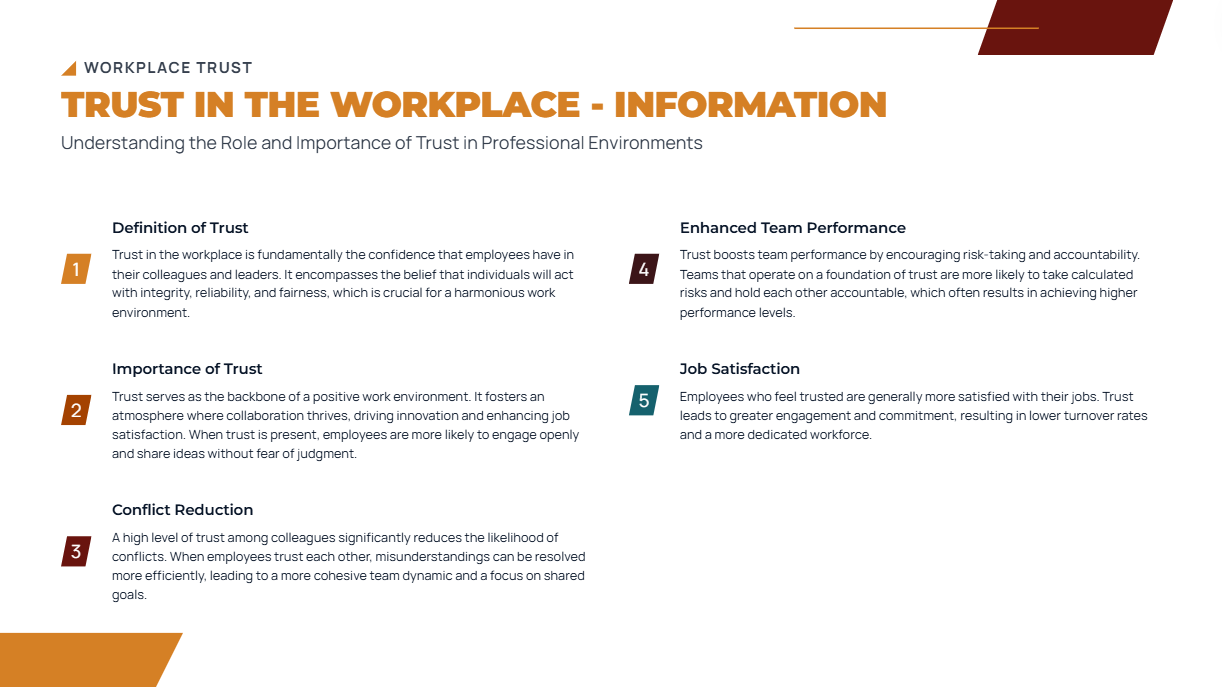 WORKPLACE TRUST
TRUST IN THE WORKPLACE - INFORMATION
Understanding the Role and Importance of Trust in Professional Environments
1
Definition of Trust
Trust in the workplace is fundamentally the confidence that employees have in
their colleagues and leaders. It encompasses the belief that individuals will act
with integrity, reliability, and fairness, which is crucial for a harmonious work
environment.
2
Importance of Trust
Trust serves as the backbone of a positive work environment. It fosters an
atmosphere where collaboration thrives, driving innovation and enhancing job
satisfaction. When trust is present, employees are more likely to engage openly
and share ideas without fear of judgment.
3
Conflict Reduction
A high level of trust among colleagues significantly reduces the likelihood of
conflicts. When employees trust each other, misunderstandings can be resolved
more efficiently, leading to a more cohesive team dynamic and a focus on shared
goals.
4
Enhanced Team Performance
Trust boosts team performance by encouraging risk-taking and accountability.
Teams that operate on a foundation of trust are more likely to take calculated
risks and hold each other accountable, which often results in achieving higher
performance levels.
5
Job Satisfaction
Employees who feel trusted are generally more satisfied with their jobs. Trust
leads to greater engagement and commitment, resulting in lower turnover rates
and a more dedicated workforce.